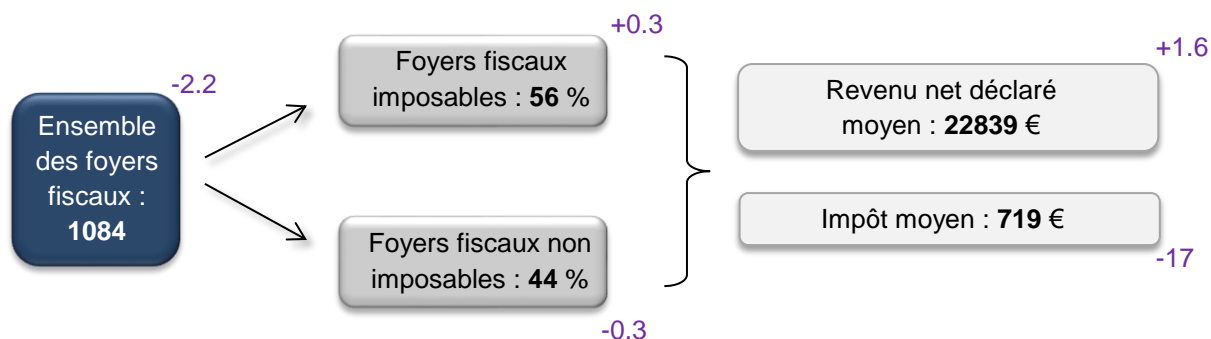 -2.2
Ensemble
des foyers
fiscaux :
1084
+0.3
Foyers fiscaux
imposables : 56 %
Foyers fiscaux non
imposables : 44 %
-0.3
+1.6
Revenu net déclaré
moyen : 22839 €
Impôt moyen : 719 €
-17